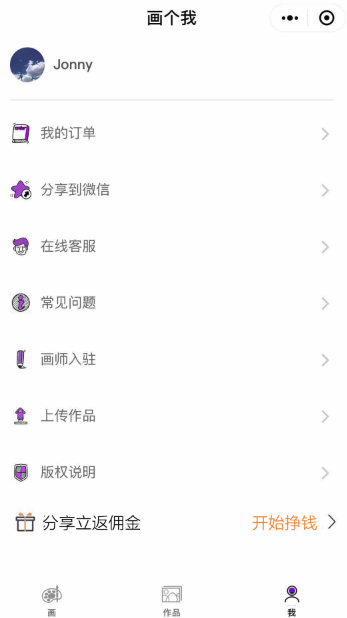 画个我
Jonny
我的订单
分享到微信
在线客服
常见问题
画师入驻
上传作品
版权说明
分享立返佣金 开始挣钱
画 作品 我